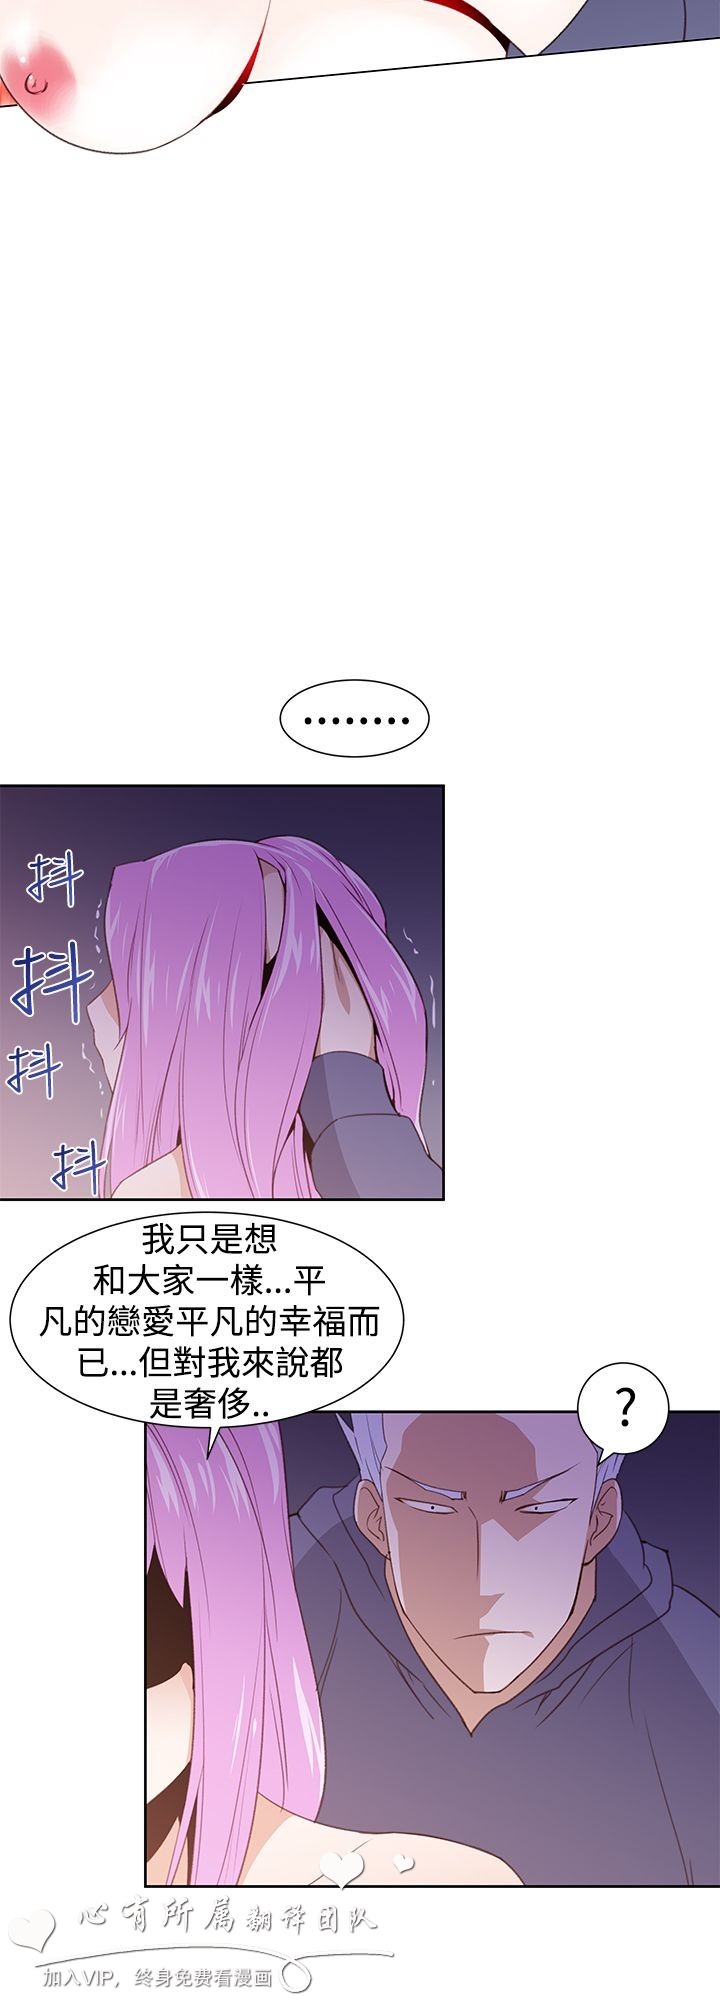 ........
抖
抖
抖
抖
我只是想
和大家一樣...平
凡的戀愛平凡的幸福而
已...但對我來說都
是奢侈..
?
心有所属翻译团队
加入VIP，终身免费看漫画